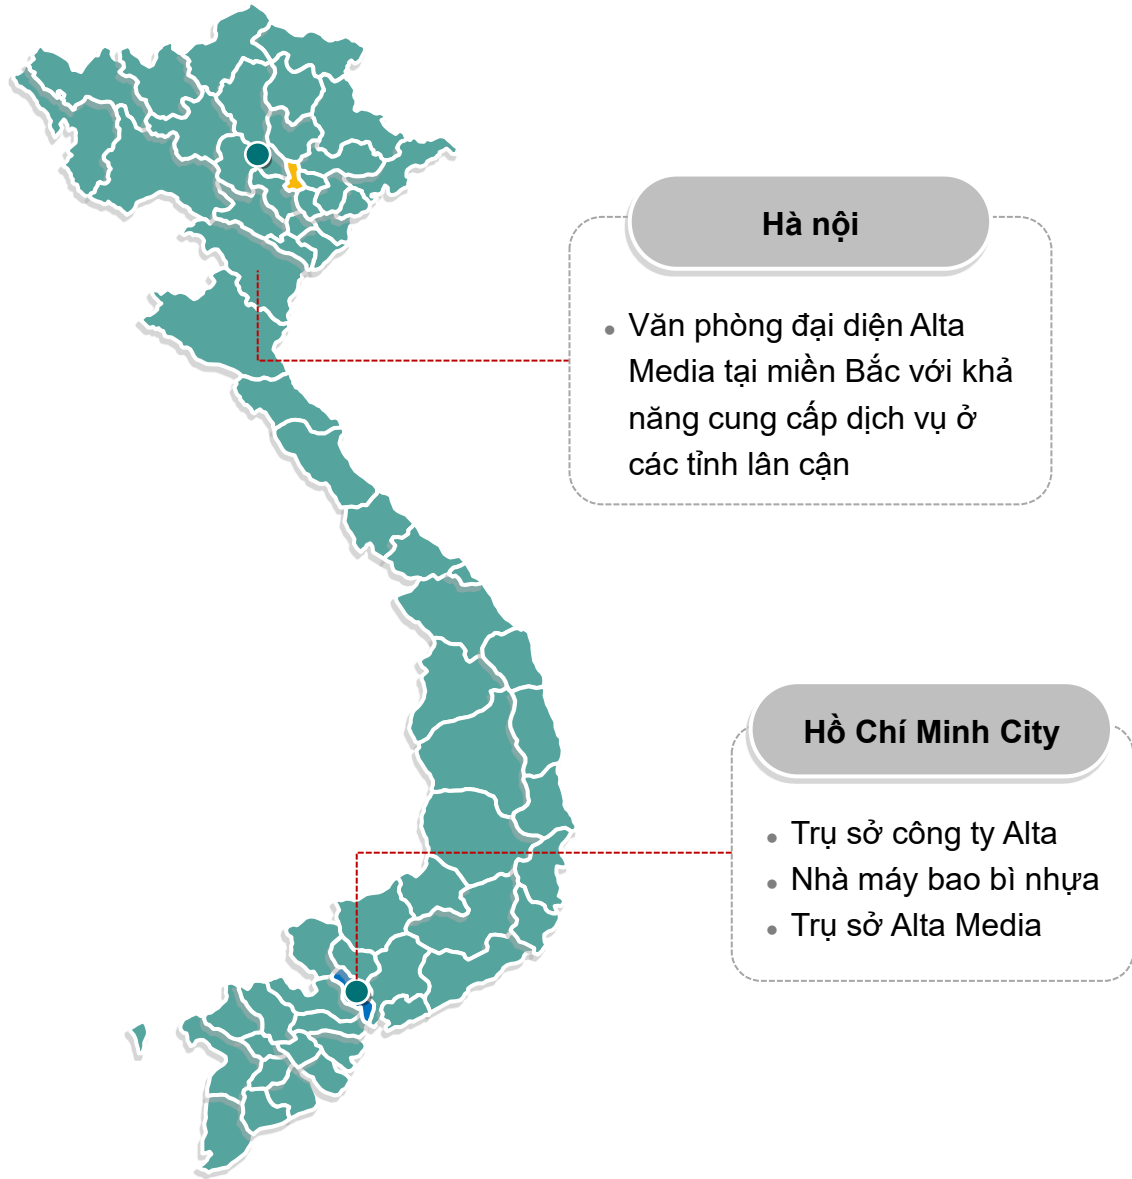 Hà nội
Văn phòng đại diện Alta
Media tại miền Bắc với khả
năng cung cấp dịch vụ ở
các tỉnh lân cận
Hồ Chí Minh City
Trụ sở công ty Alta
Nhà máy bao bì nhựa
Trụ sở Alta Media